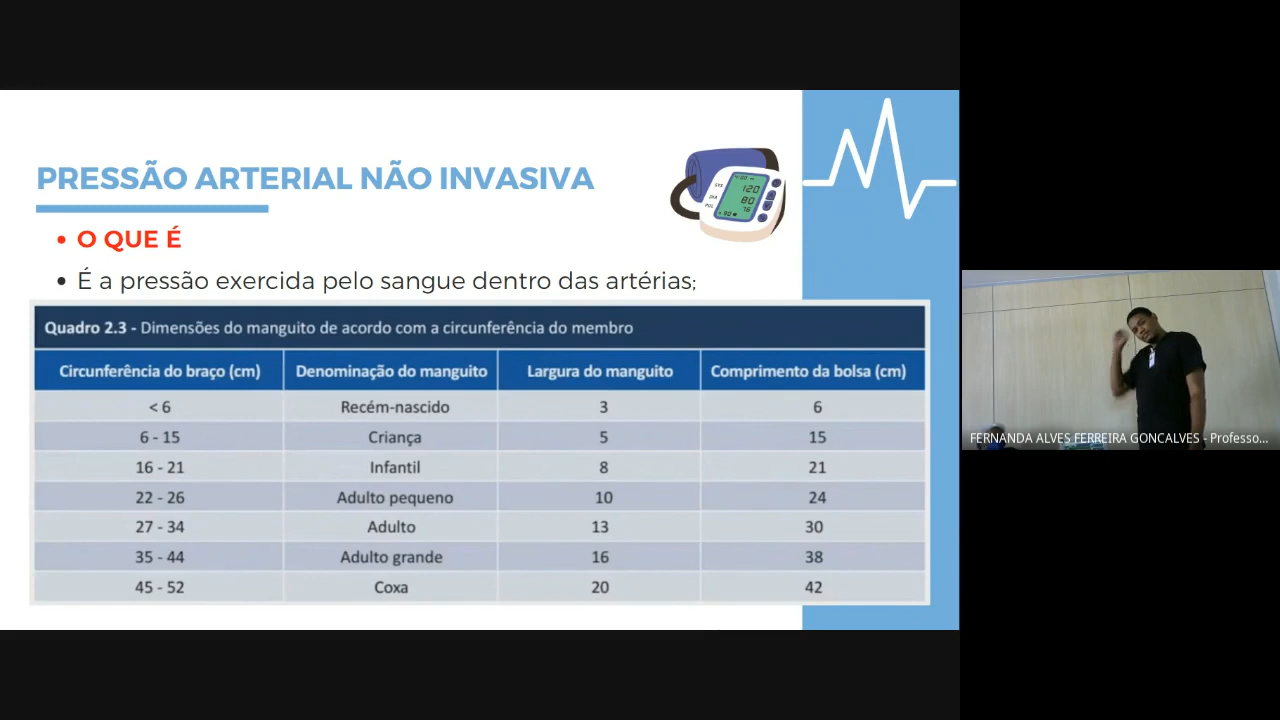 PRESSÃO ARTERIAL NÃO INVASIVA
120
80
76
• O QUE É
• É a pressão exercida pelo sangue dentro das artérias;
Quadro 2.3 - Dimensões do manguito de acordo com a circunferência do membro
Circunferência do braço (cm) Denominação do manguito Largura do manguito Comprimento da bolsa (cm)
< 6 Recém-nascido 3 6
6 - 15 Criança 5 15
16 - 21 Infantil 8 21
22 - 26 Adulto pequeno 10 24
27 - 34 Adulto 13 30
35 - 44 Adulto grande 16 38
45 - 52 Coxa 20 42
FERNANDA ALVES FERREIRA GONCALVES - Professo...